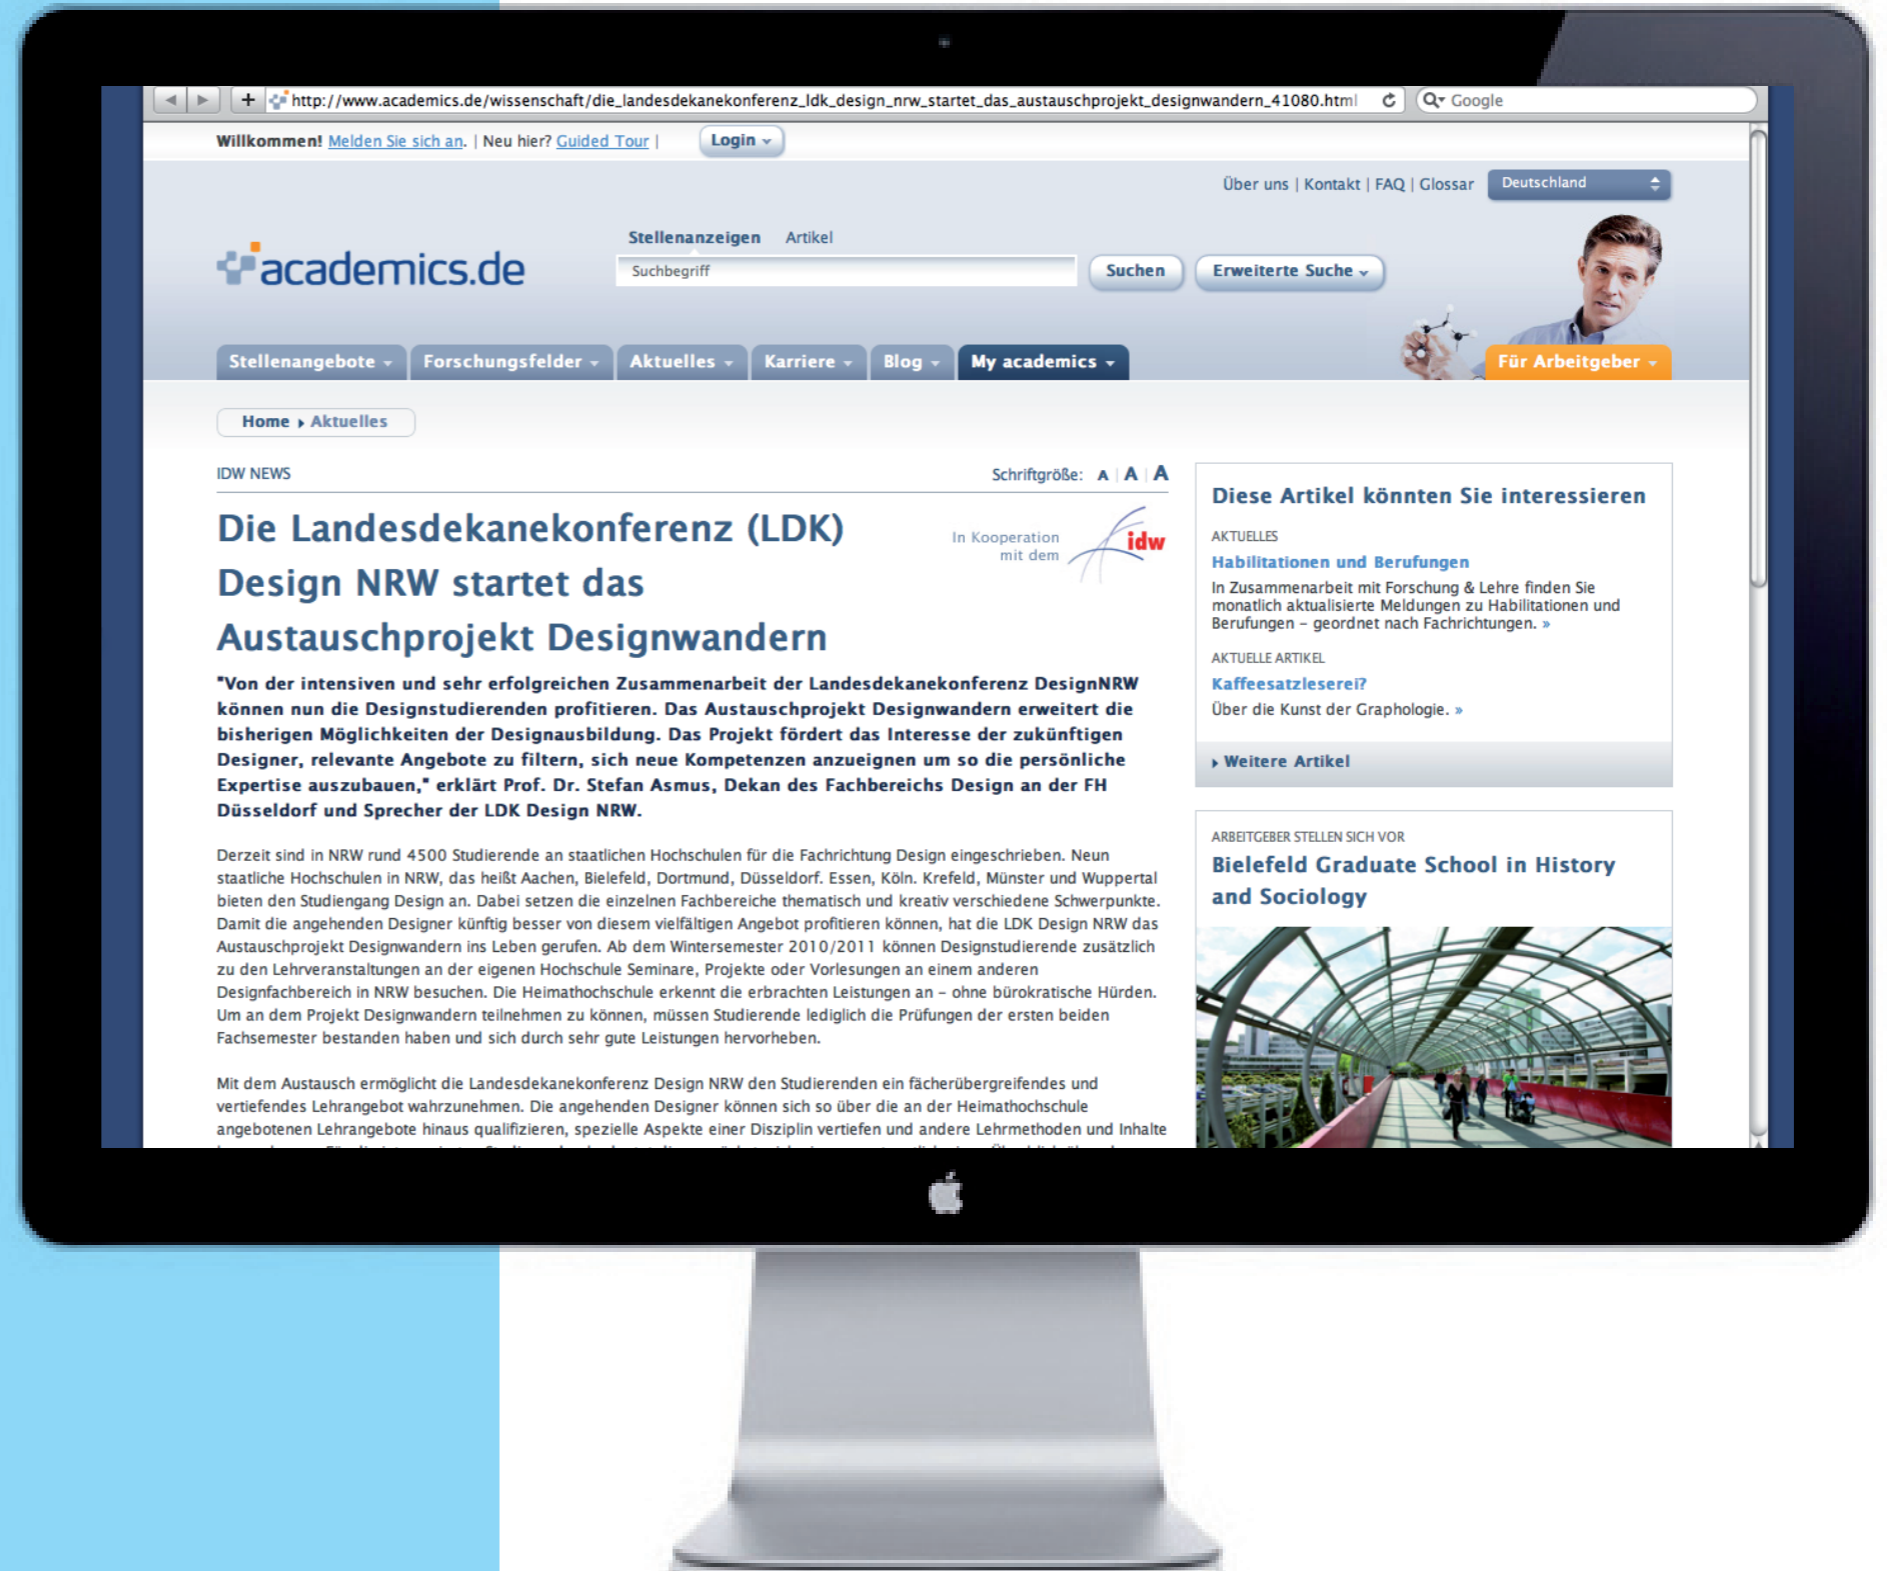 http://www.academics.de/wissenschaft/die_landesdekanekonferenz_ldk_design_nrw_startet_das_austauschprojekt_designwandern_41080.html
Google
Willkommen! Melden Sie sich an. | Neu hier? Guided Tour |
Login
Über uns | Kontakt | FAQ | Glossar
Deutschland
academics.de
Stellenanzeigen Artikel
Suchbegriff
Suchen
Erweiterte Suche
Stellenangebote
Forschungsfelder
Aktuelles
Karriere
Blog
My academics
Für Arbeitgeber
Home Aktuelles
IDW NEWS
Schriftgröße: A | A | A
Die Landesdekanekonferenz (LDK)
Design NRW startet das
Austauschprojekt Designwandern
In Kooperation
mit dem
idw
"Von der intensiven und sehr erfolgreichen Zusammenarbeit der Landesdekanekonferenz DesignNRW
können nun die Designstudierenden profitieren. Das Austauschprojekt Designwandern erweitert die
bisherigen Möglichkeiten der Designausbildung. Das Projekt fördert das Interesse der zukünftigen
Designer, relevante Angebote zu filtern, sich neue Kompetenzen anzueignen um so die persönliche
Expertise auszubauen," erklärt Prof. Dr. Stefan Asmus, Dekan des Fachbereichs Design an der FH
Düsseldorf und Sprecher der LDK Design NRW.
Derzeit sind in NRW rund 4500 Studierende an staatlichen Hochschulen für die Fachrichtung Design eingeschrieben. Neun
staatliche Hochschulen in NRW, das heißt Aachen, Bielefeld, Dortmund, Düsseldorf. Essen, Köln. Krefeld, Münster und Wuppertal
bieten den Studiengang Design an. Dabei setzen die einzelnen Fachbereiche thematisch und kreativ verschiedene Schwerpunkte.
Damit die angehenden Designer künftig besser von diesem vielfältigen Angebot profitieren können, hat die LDK Design NRW das
Austauschprojekt Designwandern ins Leben gerufen. Ab dem Wintersemester 2010/2011 können Designstudierende zusätzlich
zu den Lehrveranstaltungen an der eigenen Hochschule Seminare, Projekte oder Vorlesungen an einem anderen
Designfachbereich in NRW besuchen. Die Heimathochschule erkennt die erbrachten Leistungen an – ohne bürokratische Hürden.
Um an dem Projekt Designwandern teilnehmen zu können, müssen Studierende lediglich die Prüfungen der ersten beiden
Fachsemester bestanden haben und sich durch sehr gute Leistungen hervorheben.
Mit dem Austausch ermöglicht die Landesdekanekonferenz Design NRW den Studierenden ein fächerübergreifendes und
vertiefendes Lehrangebot wahrzunehmen. Die angehenden Designer können sich so über die an der Heimathochschule
angebotenen Lehrangebote hinaus qualifizieren, spezielle Aspekte einer Disziplin vertiefen und andere Lehrmethoden und Inhalte
Diese Artikel könnten Sie interessieren
AKTUELLES
Habilitationen und Berufungen
In Zusammenarbeit mit Forschung & Lehre finden Sie
monatlich aktualisierte Meldungen zu Habilitationen und
Berufungen – geordnet nach Fachrichtungen. »
AKTUELLE ARTIKEL
Kaffeesatzleserei?
Über die Kunst der Graphologie. »
Weitere Artikel
ARBEITGEBER STELLEN SICH VOR
Bielefeld Graduate School in History
and Sociology